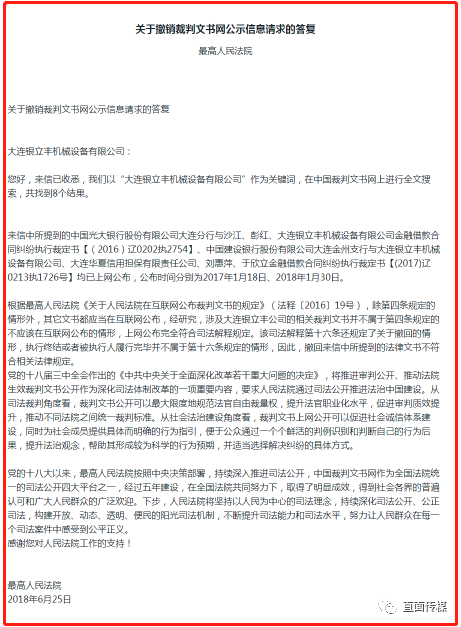 关于撤销裁判文书网公示信息请求的答复
最高人民法院
关于撤销裁判文书网公示信息请求的答复
大连银立丰机械设备有限公司：
您好，来信已收悉，我们以“大连银立丰机械设备有限公司”作为关键词，在中国裁判文书网上进行全文搜
索，共找到8个结果。
来信中所提到的中国光大银行股份有限公司大连分行与沙江、彭红、大连银立丰机械设备有限公司金融借款合
同纠纷执行裁定书【（2016）辽0202执2754】、中国建设银行股份有限公司大连金州支行与大连银立丰机械
设备有限公司、大连华夏信用担保有限责任公司、刘惠萍、于欣立金融借款合同纠纷执行裁定书【(2017)辽
0213执1726号】均已上网公布，公布时间分别为2017年1月18日、2018年1月30日。
根据最高人民法院《关于人民法院在互联网公布裁判文书的规定》（法释〔2016〕19号），除第四条规定的
情形外，其它文书都应当在互联网公布，经研究，涉及大连银立丰公司的相关裁判文书并不属于第四条规定的
不应该在互联网公布的情形，上网公布完全符合司法解释规定。该司法解释第十六条还规定了关于撤回的情
形，执行终结或者被执行人履行完毕并不属于第十六条规定的情形，因此，撤回来信中所提到的法律文书不符
合相关法律规定。
党的十八届三中全会作出的《中共中央关于全面深化改革若干重大问题的决定》，将推进审判公开、推动法院
生效裁判文书公开作为深化司法体制改革的一项重要内容，要求人民法院通过司法公开推进法治中国建设。从
司法裁判角度看，裁判文书公开可以最大限度地规范法官自由裁量权，提升法官职业化水平，促进审判质效提
升，推动不同法院之间统一裁判标准。从社会法治建设角度看，裁判文书上网公开可以促进社会诚信体系建
设，同时为社会成员提供具体而明确的行为指引，便于公众通过一个个鲜活的判例识别和判断自己的行为后
果，提升法治观念，帮助其形成较为科学的行为预期，并适当选择解决纠纷的具体方式。
党的十八大以来，最高人民法院按照中央决策部署，持续深入推进司法公开，中国裁判文书网作为全国法院统
一的司法公开四大平台之一，经过五年建设，在全国法院共同努力下，取得了明显成效，得到社会各界的普遍
认可和广大人民群众的广泛欢迎。下步，人民法院将坚持以人民为中心的司法理念，持续深化司法公开、公正
司法，构建开放、动态、透明、便民的阳光司法机制，不断提升司法能力和司法水平，努力让人民群众在每一
个司法案件中感受到公平正义。
感谢您对人民法院工作的支持！
最高人民法院
2018年6月25日
直面传媒